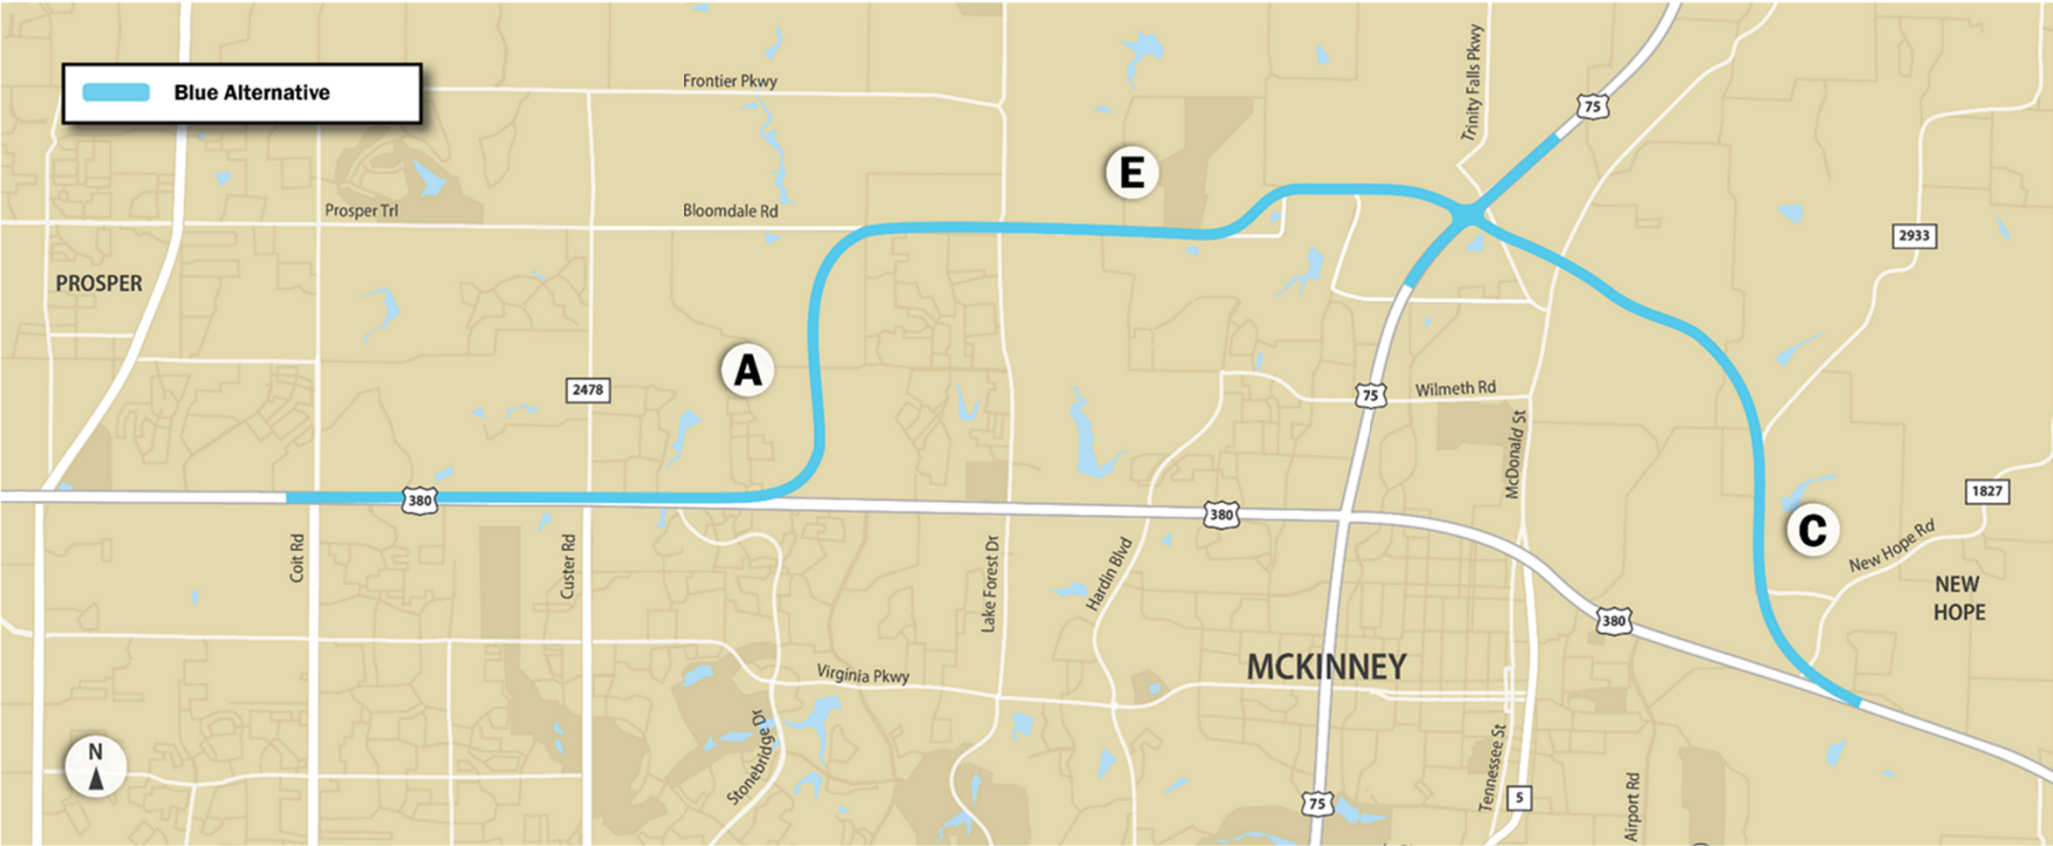 Blue Alternative
Frontier Pkwy
Trinity Falls Pkwy
75
E
Prosper Trl
Bloomdale Rd
2933
PROSPER
A
2478
75
Wilmeth Rd
McDonald St
380
380
1827
C
New Hope Rd
Coit Rd
Custer Rd
Lake Forest Dr
Hardin Blvd
NEW
HOPE
380
MCKINNEY
Virginia Pkwy
Stonebridge Dr
Tennessee St
N
75
5
Airport Rd